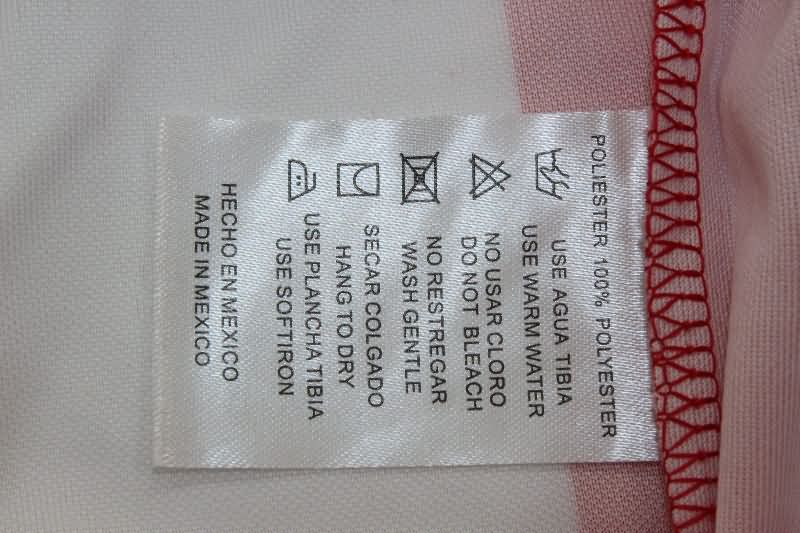 POLIESTER 100% POLYESTER
USE AGUA TIBIA
USE WARM WATER
NO USAR CLORO
DO NOT BLEACH
NO RESTREGAR
WASH GENTLE
SECAR COLGADO
HANG TO DRY
USE PLANCHA TIBIA
USE SOFTIRON
HECHO EN MEXICO
MADE IN MEXICO